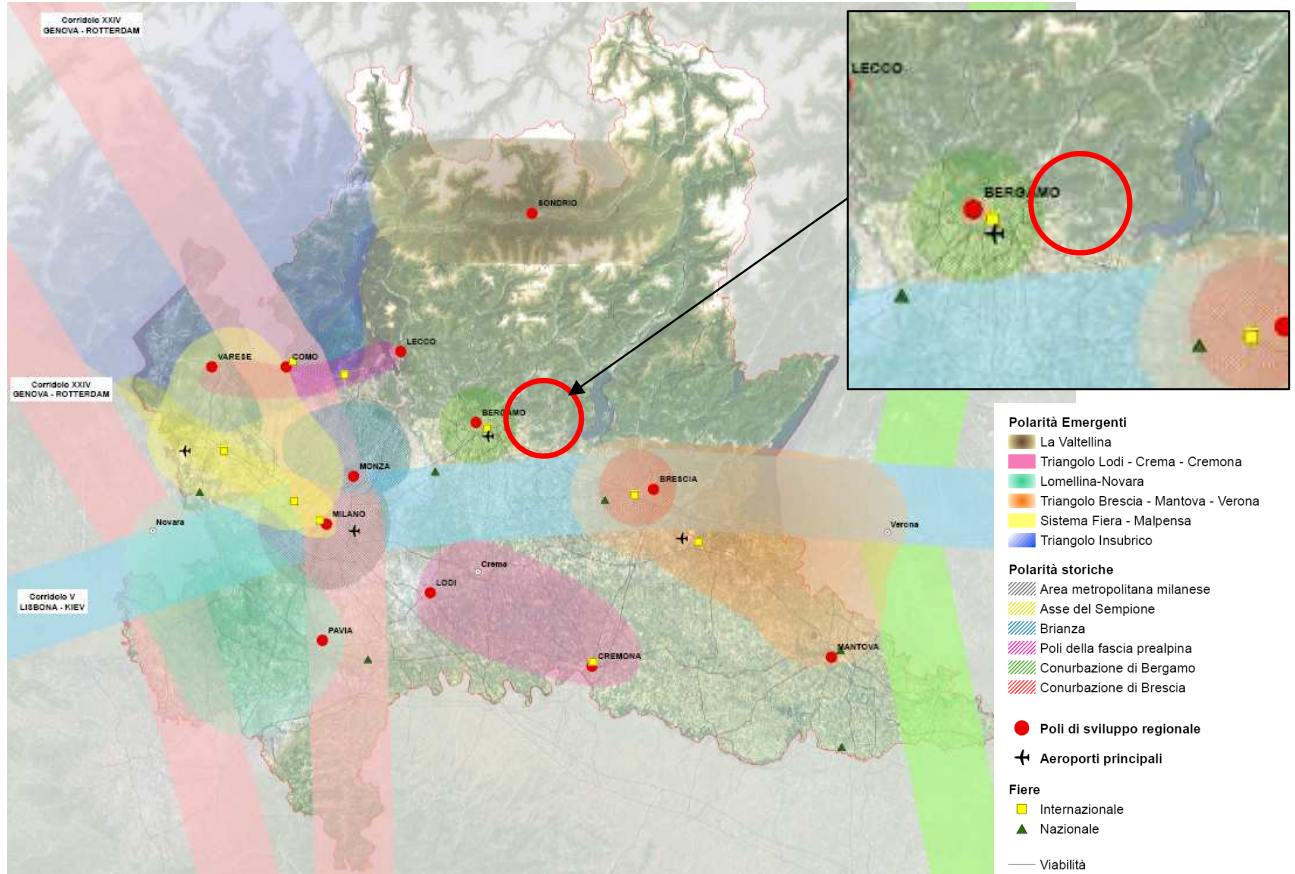 Corridoio XXIV
GENOVA - ROTTERDAM
LECCO
BERGAMO
SONDRIO
LECCO
VARESE
COMO
Corridoio XXIV
GENOVA - ROTTERDAM
BERGAMO
MONZA
BRESCIA
MILANO
Novara
Verona
Crema
LODI
Corridoio V
LISBONA - KIEV
PAVIA
CREMONA
MANTOVA
Polarità Emergenti
La Valtellina
Triangolo Lodi - Crema - Cremona
Lomellina-Novara
Triangolo Brescia - Mantova - Verona
Sistema Fiera - Malpensa
Triangolo Insubrico
Polarità storiche
Area metropolitana milanese
Asse del Sempione
Brianza
Poli della fascia prealpina
Conurbazione di Bergamo
Conurbazione di Brescia
Poli di sviluppo regionale
Aeroporti principali
Fiere
Internazionale
Nazionale
Viabilità